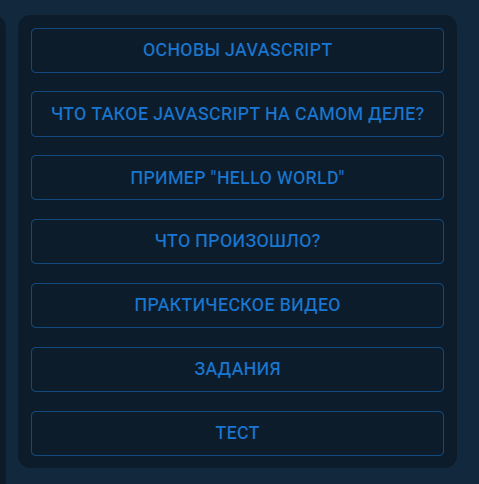 ОСНОВЫ JAVASCRIPT
ЧТО ТАКОЕ JAVASCRIPT НА САМОМ ДЕЛЕ?
ПРИМЕР "HELLO WORLD"
ЧТО ПРОИЗОШЛО?
ПРАКТИЧЕСКОЕ ВИДЕО
ЗАДАНИЯ
ТЕСТ